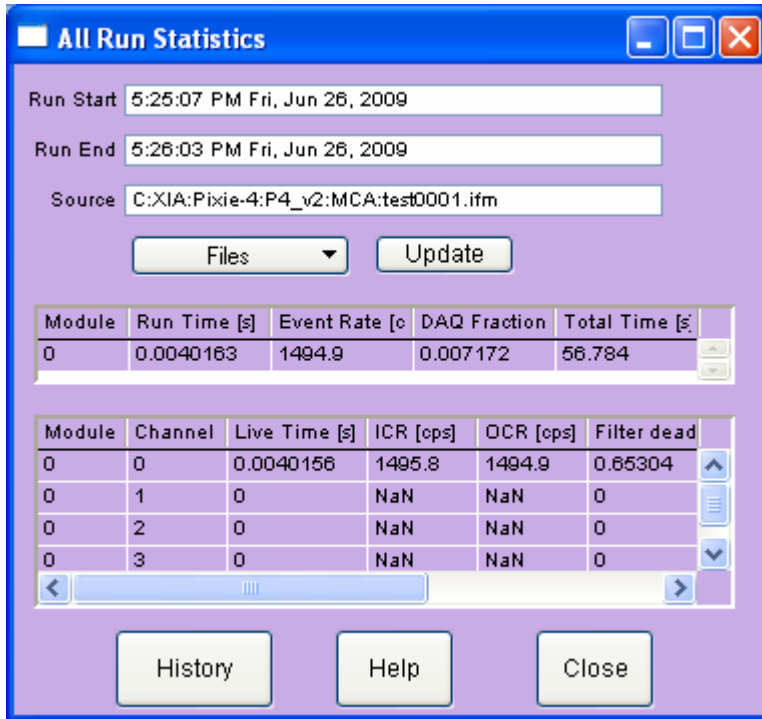 All Run Statistics
Run Start 5:25:07 PM Fri, Jun 26, 2009
Run End 5:26:03 PM Fri, Jun 26, 2009
Source C:XIA:Pixie-4:P4_v2:MCA:test0001.ifm
Files Update
Module Run Time [s] Event Rate [c DAQ Fraction Total Time [s]
0 0.0040163 1494.9 0.007172 56.784
Module Channel Live Time [s] ICR [cps] OCR [cps] Filter dead
0 0 0.0040156 1495.8 1494.9 0.65304
0 1 0 NaN NaN 0
0 2 0 NaN NaN 0
0 3 0 NaN NaN 0
History Help Close